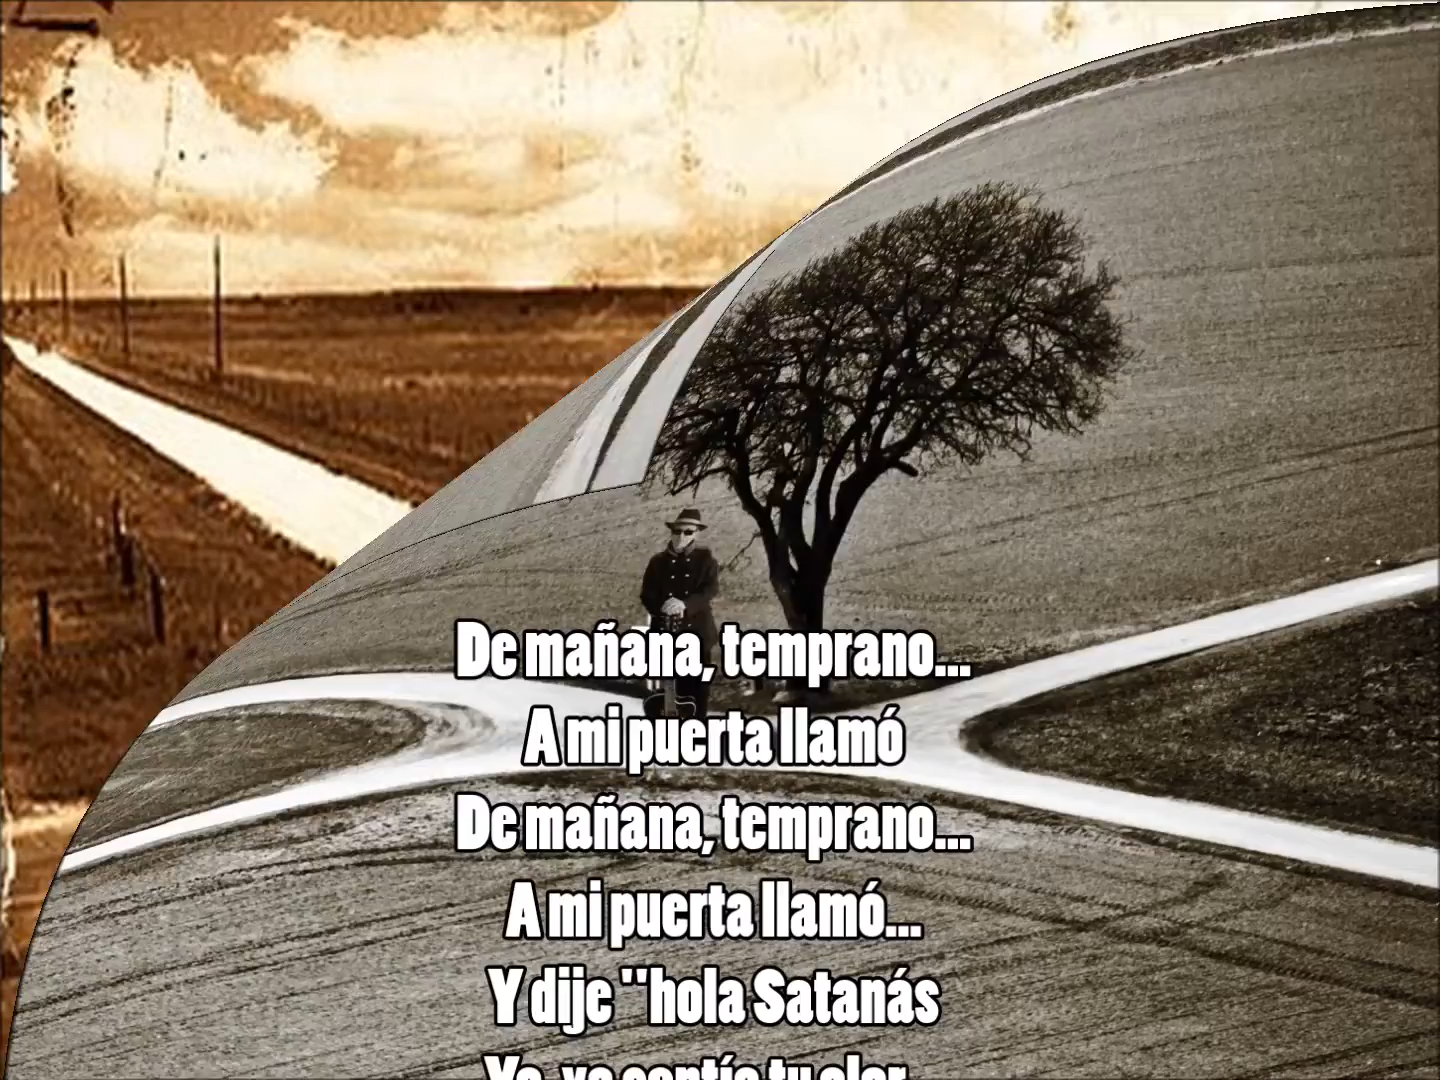 De mañana, temprano...
A mi puerta llamó
De mañana, temprano...
A mi puerta llamó...
Y dije "hola Satanás